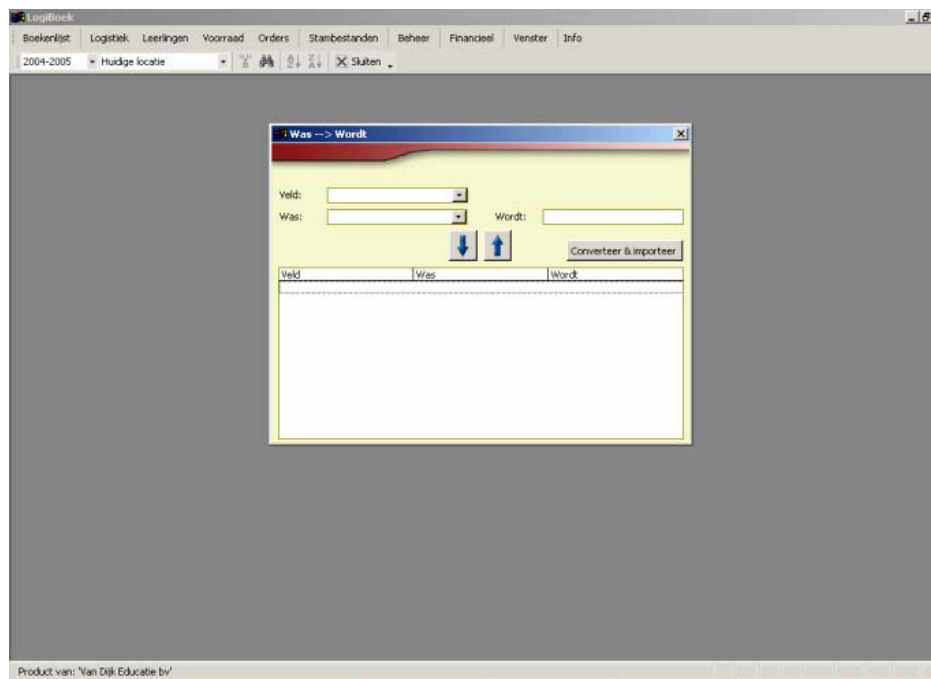 LogiBoek
Boekenlijst Logistiek Leerlingen Voorraad Orders Stambestanden Beheer Financieel Venster Info
2004-2005 Huidige locatie Sluiten
Was --> Wordt
Veld:
Was: Wordt:
Converteer & importeer
Veld Was Wordt
Product van: 'Van Dijk Educatie bv'